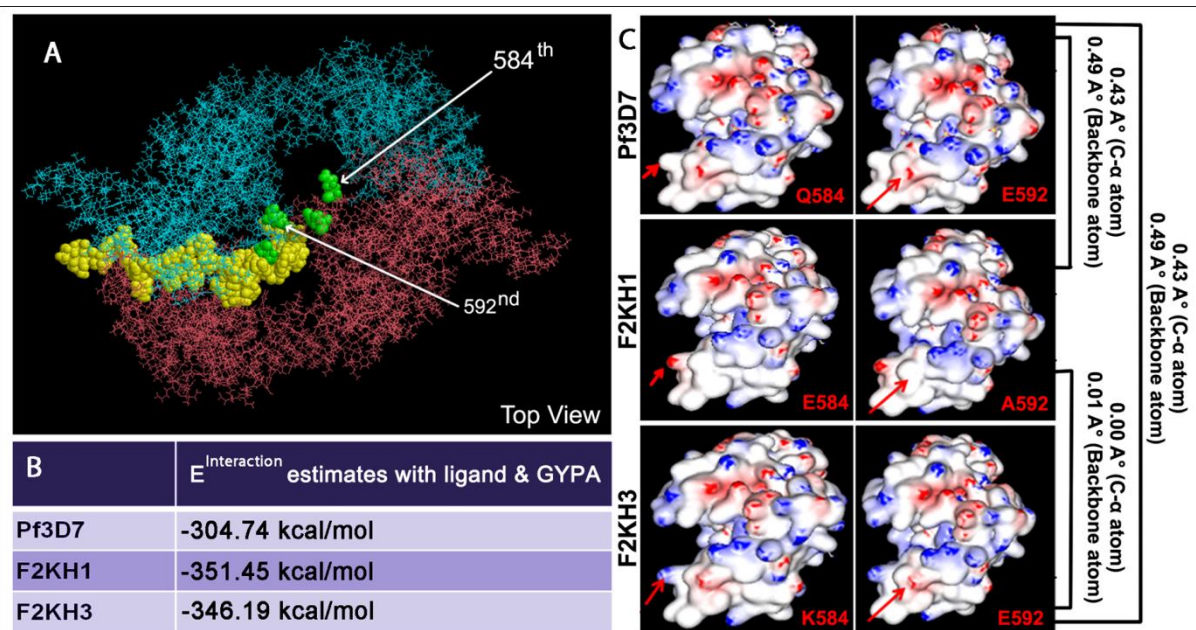 A
584th
592nd
Top View
B
EInteraction estimates with ligand & GYPA
Pf3D7
-304.74 kcal/mol
F2KH1
-351.45 kcal/mol
F2KH3
-346.19 kcal/mol
C
Pf3D7
Q584
E592
F2KH1
E584
A592
F2KH3
K584
E592
0.43 A° (C-α atom)
0.49 A° (Backbone atom)
0.00 A° (C-α atom)
0.01 A° (Backbone atom)
0.43 A° (C-α atom)
0.49 A° (Backbone atom)